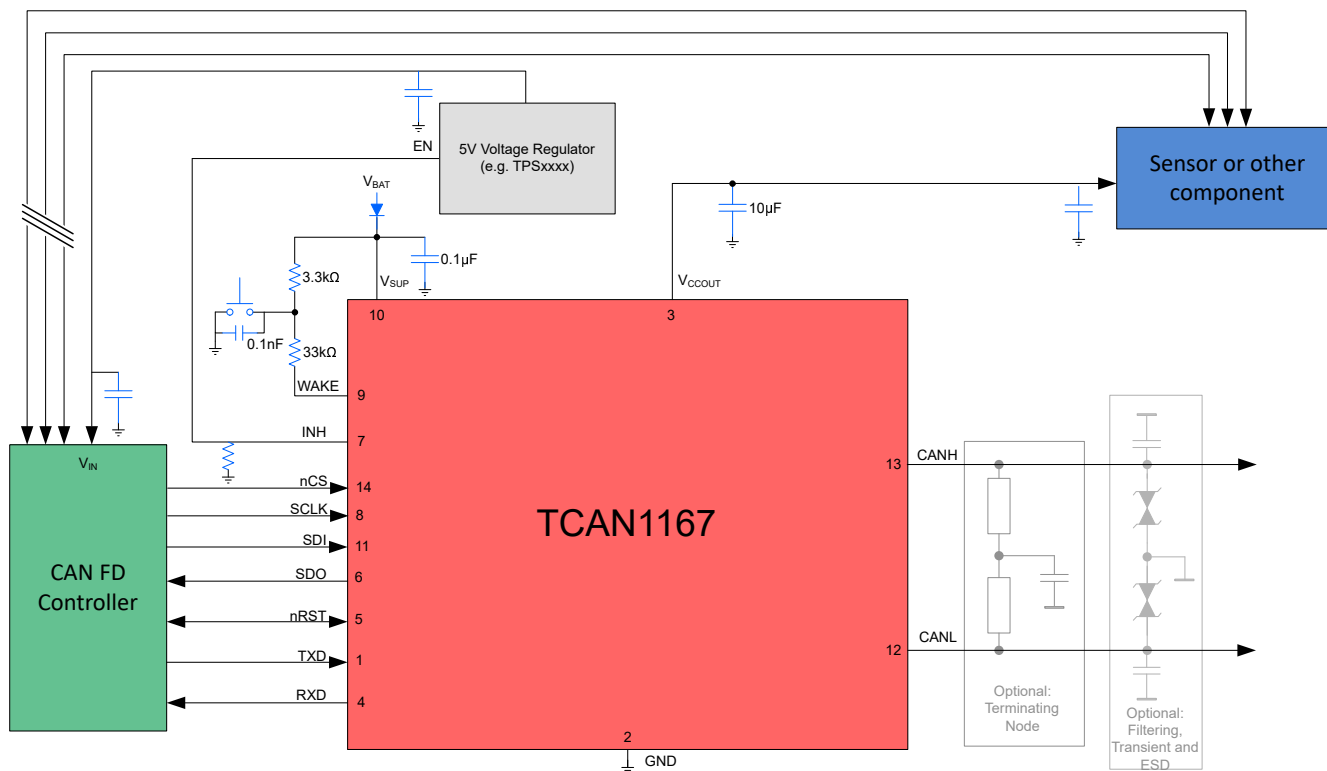 EN
5V Voltage Regulator
(e.g. TPSxxxx)
Sensor or other
component
VBAT
10µF
3.3kΩ
VSUP
0.1µF
VCCOUT
10
3
0.1nF
33kΩ
WAKE
9
INH
7
VIN
CAN FD
Controller
nCS
14
SCLK
8
SDI
11
SDO
6
nRST
5
TXD
1
RXD
4
TCAN1167
13
CANH
12
CANL
2
GND
Optional:
Terminating
Node
Optional:
Filtering,
Transient and
ESD